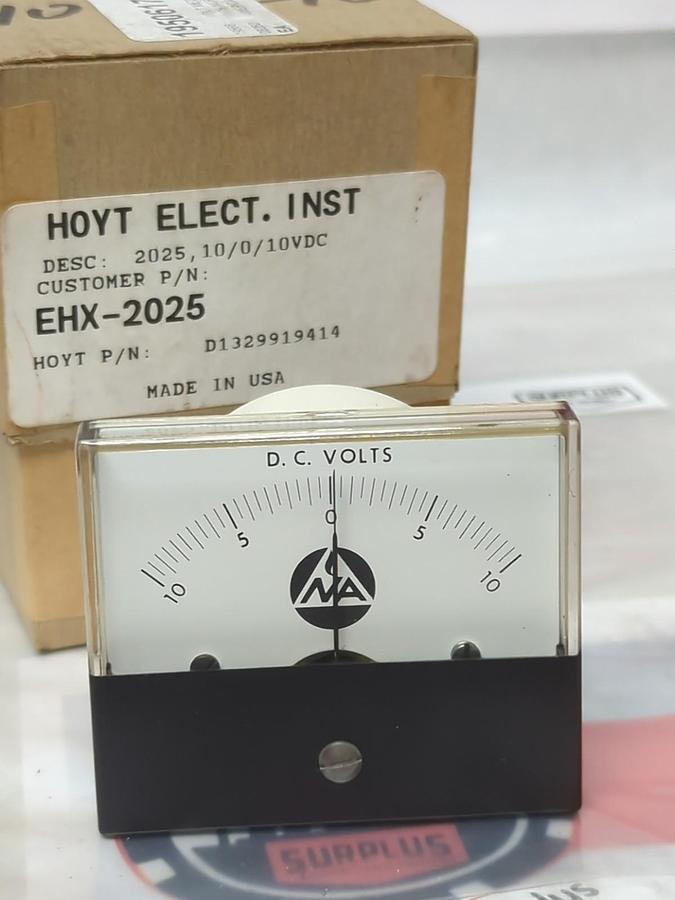 HOYT ELECT. INST
DESC: 2025,10/0/10VDC
CUSTOMER P/N:
EHX-2025
HOYT P/N: D1329919414
MADE IN USA
D.C. VOLTS
10 5 0 5 10
MA
SURPLUS